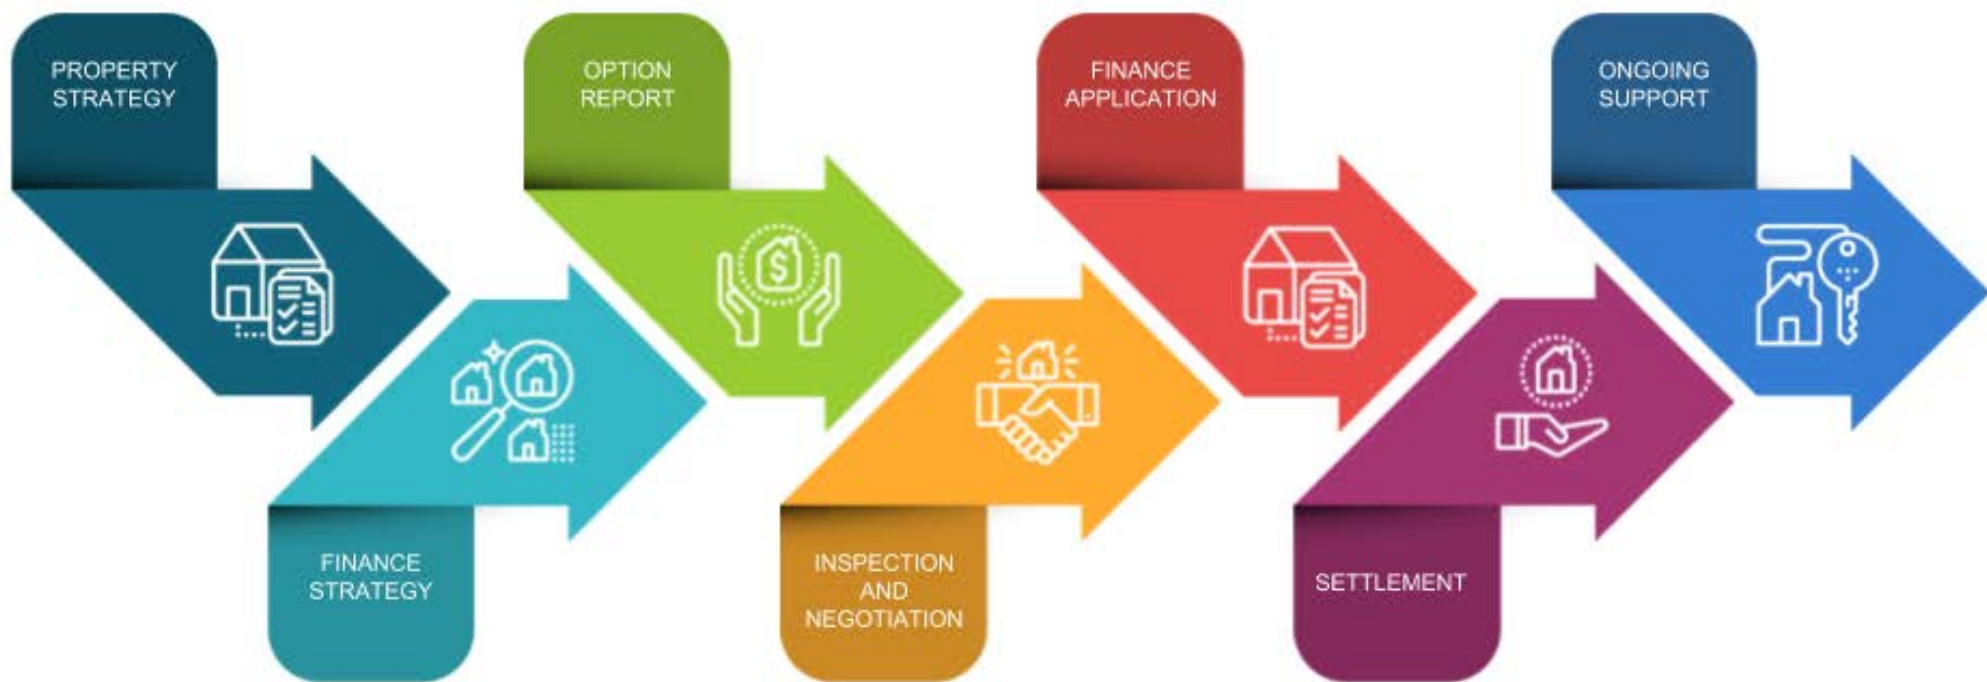 PROPERTY
STRATEGY
FINANCE
STRATEGY
OPTION
REPORT
INSPECTION
AND
NEGOTIATION
FINANCE
APPLICATION
SETTLEMENT
ONGOING
SUPPORT